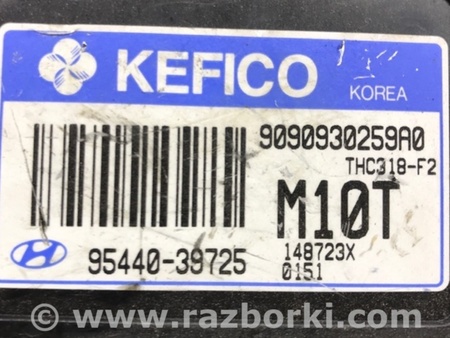 KEFICO
KOREA
9090930259A0
THC318-F2
M10T
95440-39725
148723X
0151
© www.razborki.com